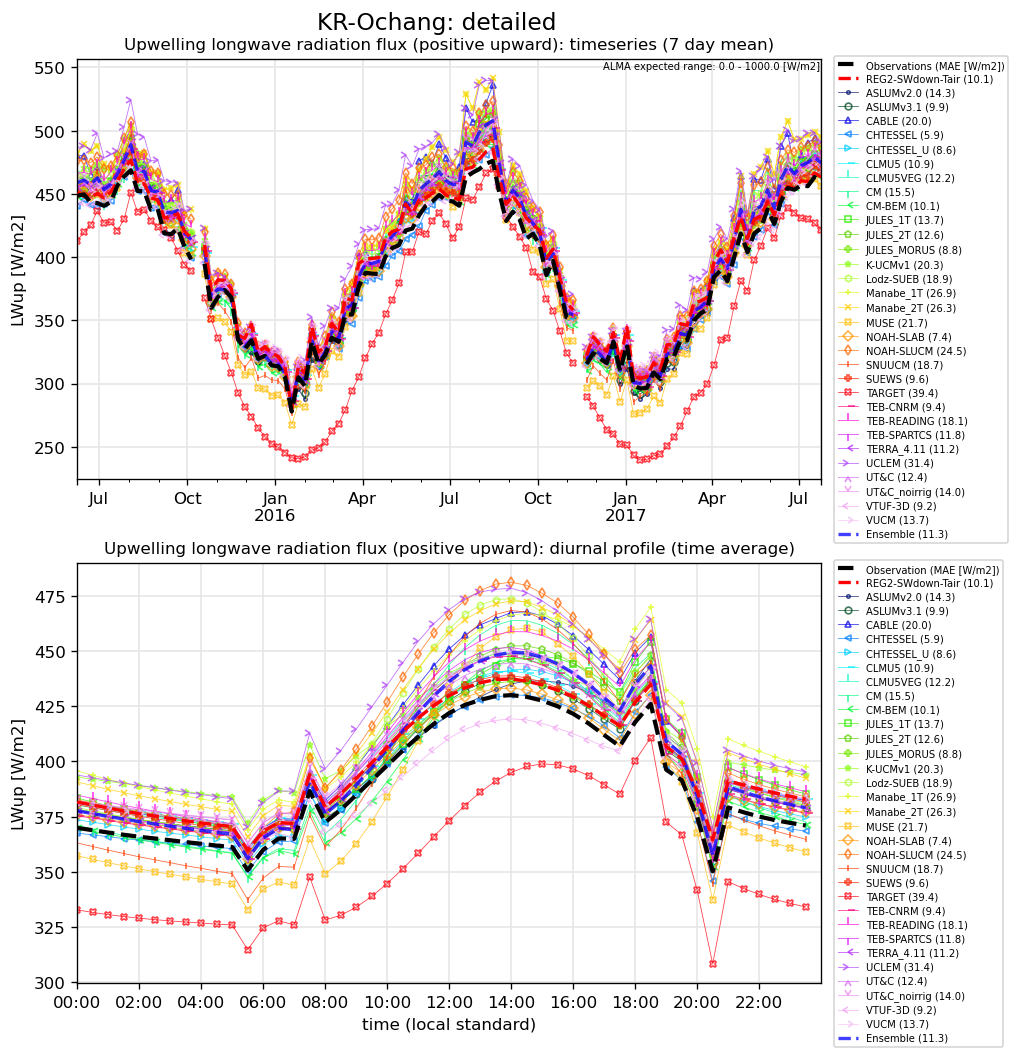 KR-Ochang: detailed
Upwelling longwave radiation flux (positive upward): timeseries (7 day mean)
ALMA expected range: 0.0 - 1000.0 [W/m2]
LWup [W/m2]
550
500
450
400
350
300
250
Jul
Oct
Jan
2016
Apr
Jul
Oct
Jan
2017
Apr
Jul
Observations (MAE [W/m2])
REG2-SWdown-Tair (10.1)
ASLUMv2.0 (14.3)
ASLUMv3.1 (9.9)
CABLE (20.0)
CHTESSEL (5.9)
CHTESSEL_U (8.6)
CLMU5 (10.9)
CLMU5VEG (12.2)
CM (15.5)
CM-BEM (10.1)
JULES_1T (13.7)
JULES_2T (12.6)
JULES_MORUS (8.8)
K-UCMv1 (20.3)
Lodz-SUEB (18.9)
Manabe_1T (26.9)
Manabe_2T (26.3)
MUSE (21.7)
NOAH-SLAB (7.4)
NOAH-SLUCM (24.5)
SNUUCM (18.7)
SUEWS (9.6)
TARGET (39.4)
TEB-CNRM (9.4)
TEB-READING (18.1)
TEB-SPARTCS (11.8)
TERRA_4.11 (11.2)
UCLEM (31.4)
UT&C (12.4)
UT&C_noirrig (14.0)
VTUF-3D (9.2)
VUCM (13.7)
Ensemble (11.3)
Upwelling longwave radiation flux (positive upward): diurnal profile (time average)
LWup [W/m2]
475
450
425
400
375
350
325
300
00:00
02:00
04:00
06:00
08:00
10:00
12:00
14:00
16:00
18:00
20:00
22:00
time (local standard)
Observation (MAE [W/m2])
REG2-SWdown-Tair (10.1)
ASLUMv2.0 (14.3)
ASLUMv3.1 (9.9)
CABLE (20.0)
CHTESSEL (5.9)
CHTESSEL_U (8.6)
CLMU5 (10.9)
CLMU5VEG (12.2)
CM (15.5)
CM-BEM (10.1)
JULES_1T (13.7)
JULES_2T (12.6)
JULES_MORUS (8.8)
K-UCMv1 (20.3)
Lodz-SUEB (18.9)
Manabe_1T (26.9)
Manabe_2T (26.3)
MUSE (21.7)
NOAH-SLAB (7.4)
NOAH-SLUCM (24.5)
SNUUCM (18.7)
SUEWS (9.6)
TARGET (39.4)
TEB-CNRM (9.4)
TEB-READING (18.1)
TEB-SPARTCS (11.8)
TERRA_4.11 (11.2)
UCLEM (31.4)
UT&C (12.4)
UT&C_noirrig (14.0)
VTUF-3D (9.2)
VUCM (13.7)
Ensemble (11.3)